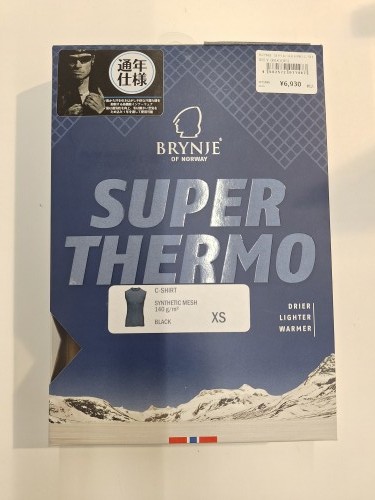 通年
仕様
¥6,930
BRYNJE®
OF NORWAY
SUPER
THERMO
C-SHIRT
SYNTHETIC MESH
140 g/m²
BLACK
XS
DRIER
LIGHTER
WARMER